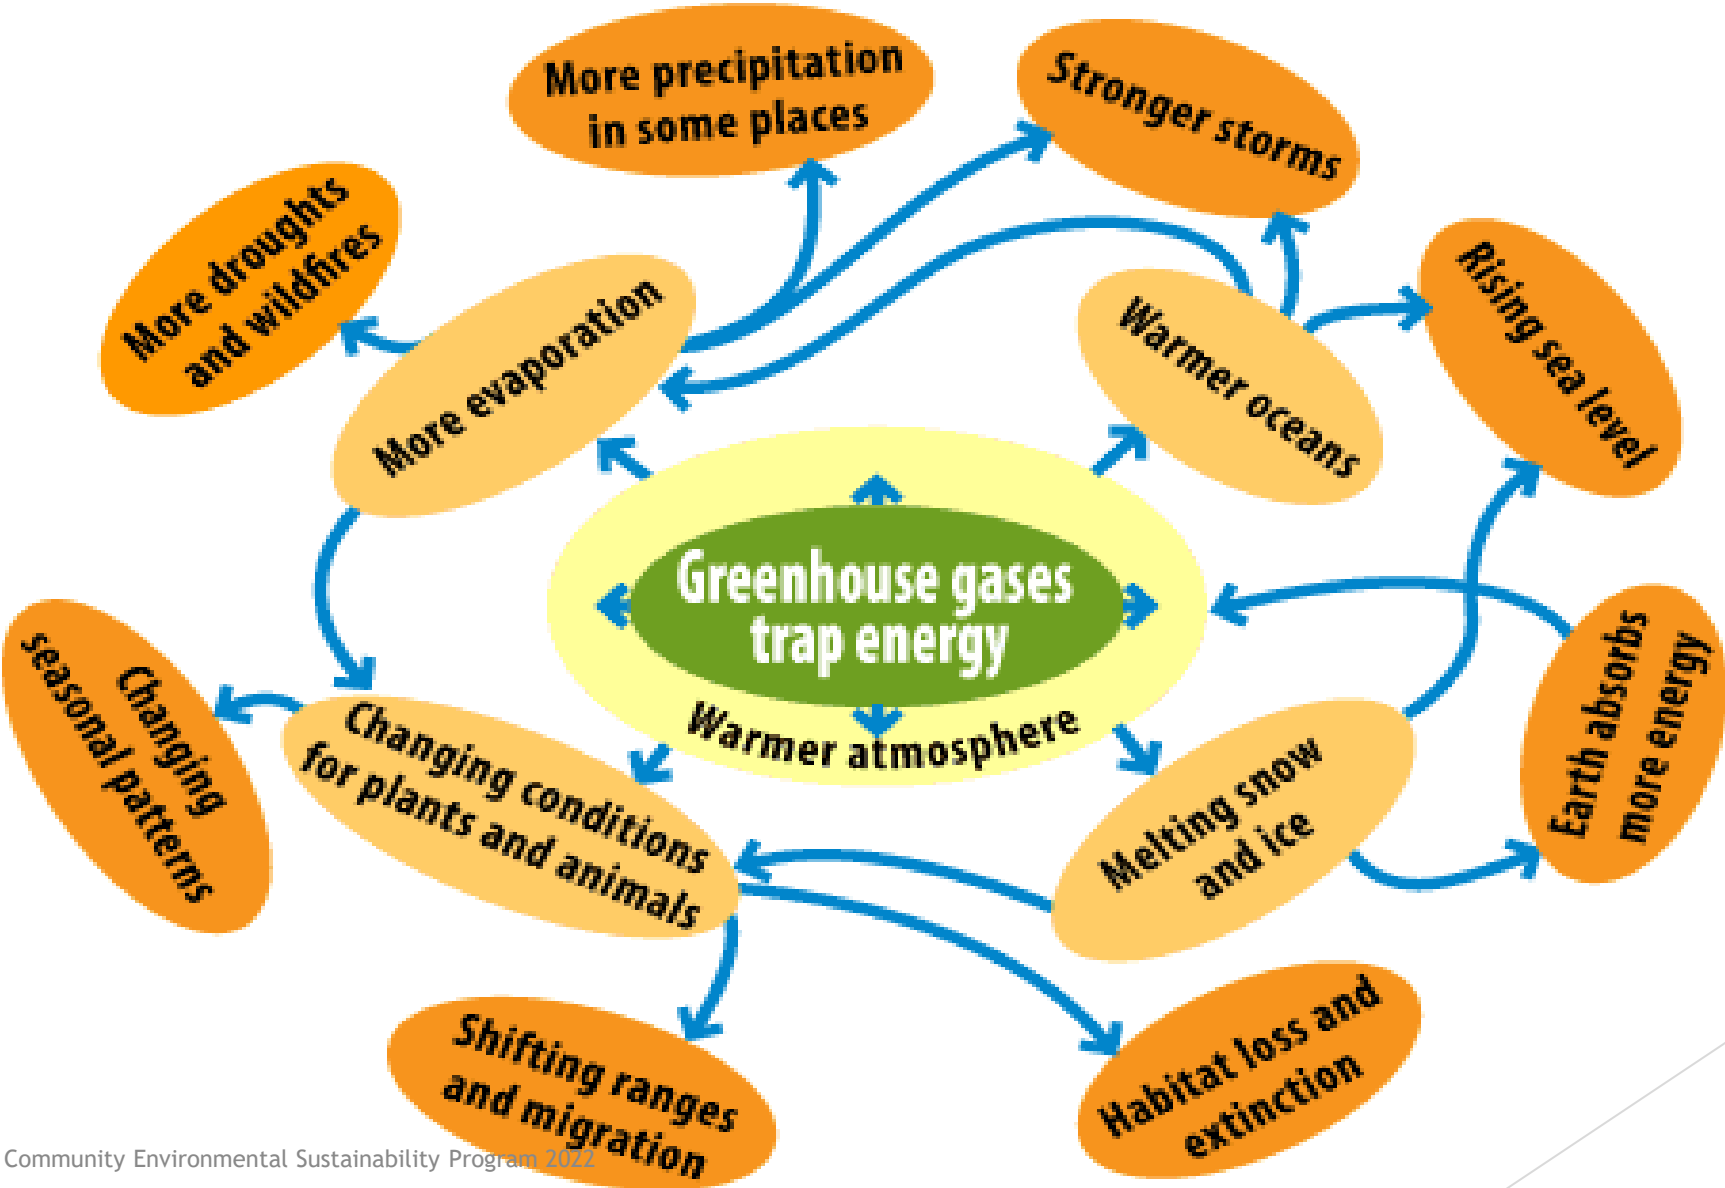 More precipitation
in some places
Stronger storms
More droughts
and wildfires
More evaporation
Warmer oceans
Rising sea level
Greenhouse gases
trap energy
Warmer atmosphere
Changing
seasonal patterns
Changing conditions
for plants and animals
Melting snow
and ice
Earth absorbs
more energy
Shifting ranges
and migration
Habitat loss and
extinction
Community Environmental Sustainability Program 2022